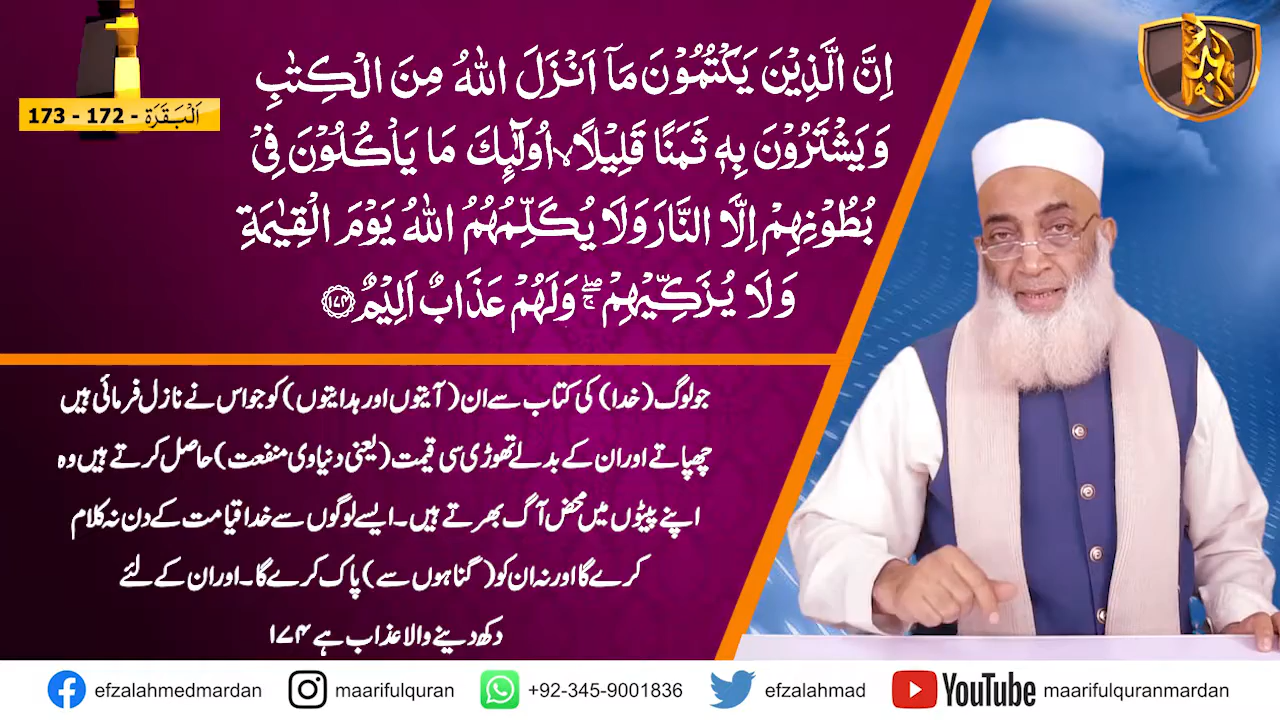 اَلْبَقَرَة - 172 - 173
اِنَّ الَّذِيْنَ يَكْتُمُوْنَ مَاۤ اَنْزَلَ اللّٰهُ مِنَ الْكِتٰبِ
وَيَشْتَرُوْنَ بِهٖ ثَمَنًا قَلِيْلًا ۙ اُولٰٓئِكَ مَا يَاْكُلُوْنَ فِيْ
بُطُوْنِهِمْ اِلَّا النَّارَ وَلَا يُكَلِّمُهُمُ اللّٰهُ يَوْمَ الْقِيٰمَةِ
وَلَا يُزَكِّيْهِمْ ۖۚ وَلَهُمْ عَذَابٌ اَلِيْمٌ ۝۱۷۴
جو لوگ (خدا) کی کتاب سے ان (آیتوں اور ہدایتوں) کو جو اس نے نازل فرمائی ہیں
چھپاتے اور ان کے بدلے تھوڑی سی قیمت (یعنی دنیاوی منفعت) حاصل کرتے ہیں وہ
اپنے پیٹوں میں محض آگ بھرتے ہیں۔ ایسے لوگوں سے خدا قیامت کے دن نہ کلام
کرے گا اور نہ ان کو (گناہوں سے) پاک کرے گا۔ اور ان کے لئے
دکھ دینے والا عذاب ہے ۱۷۴
efzalahmedmardan maarifulquran +92-345-9001836 efzalahmad YouTube maarifulquranmardan